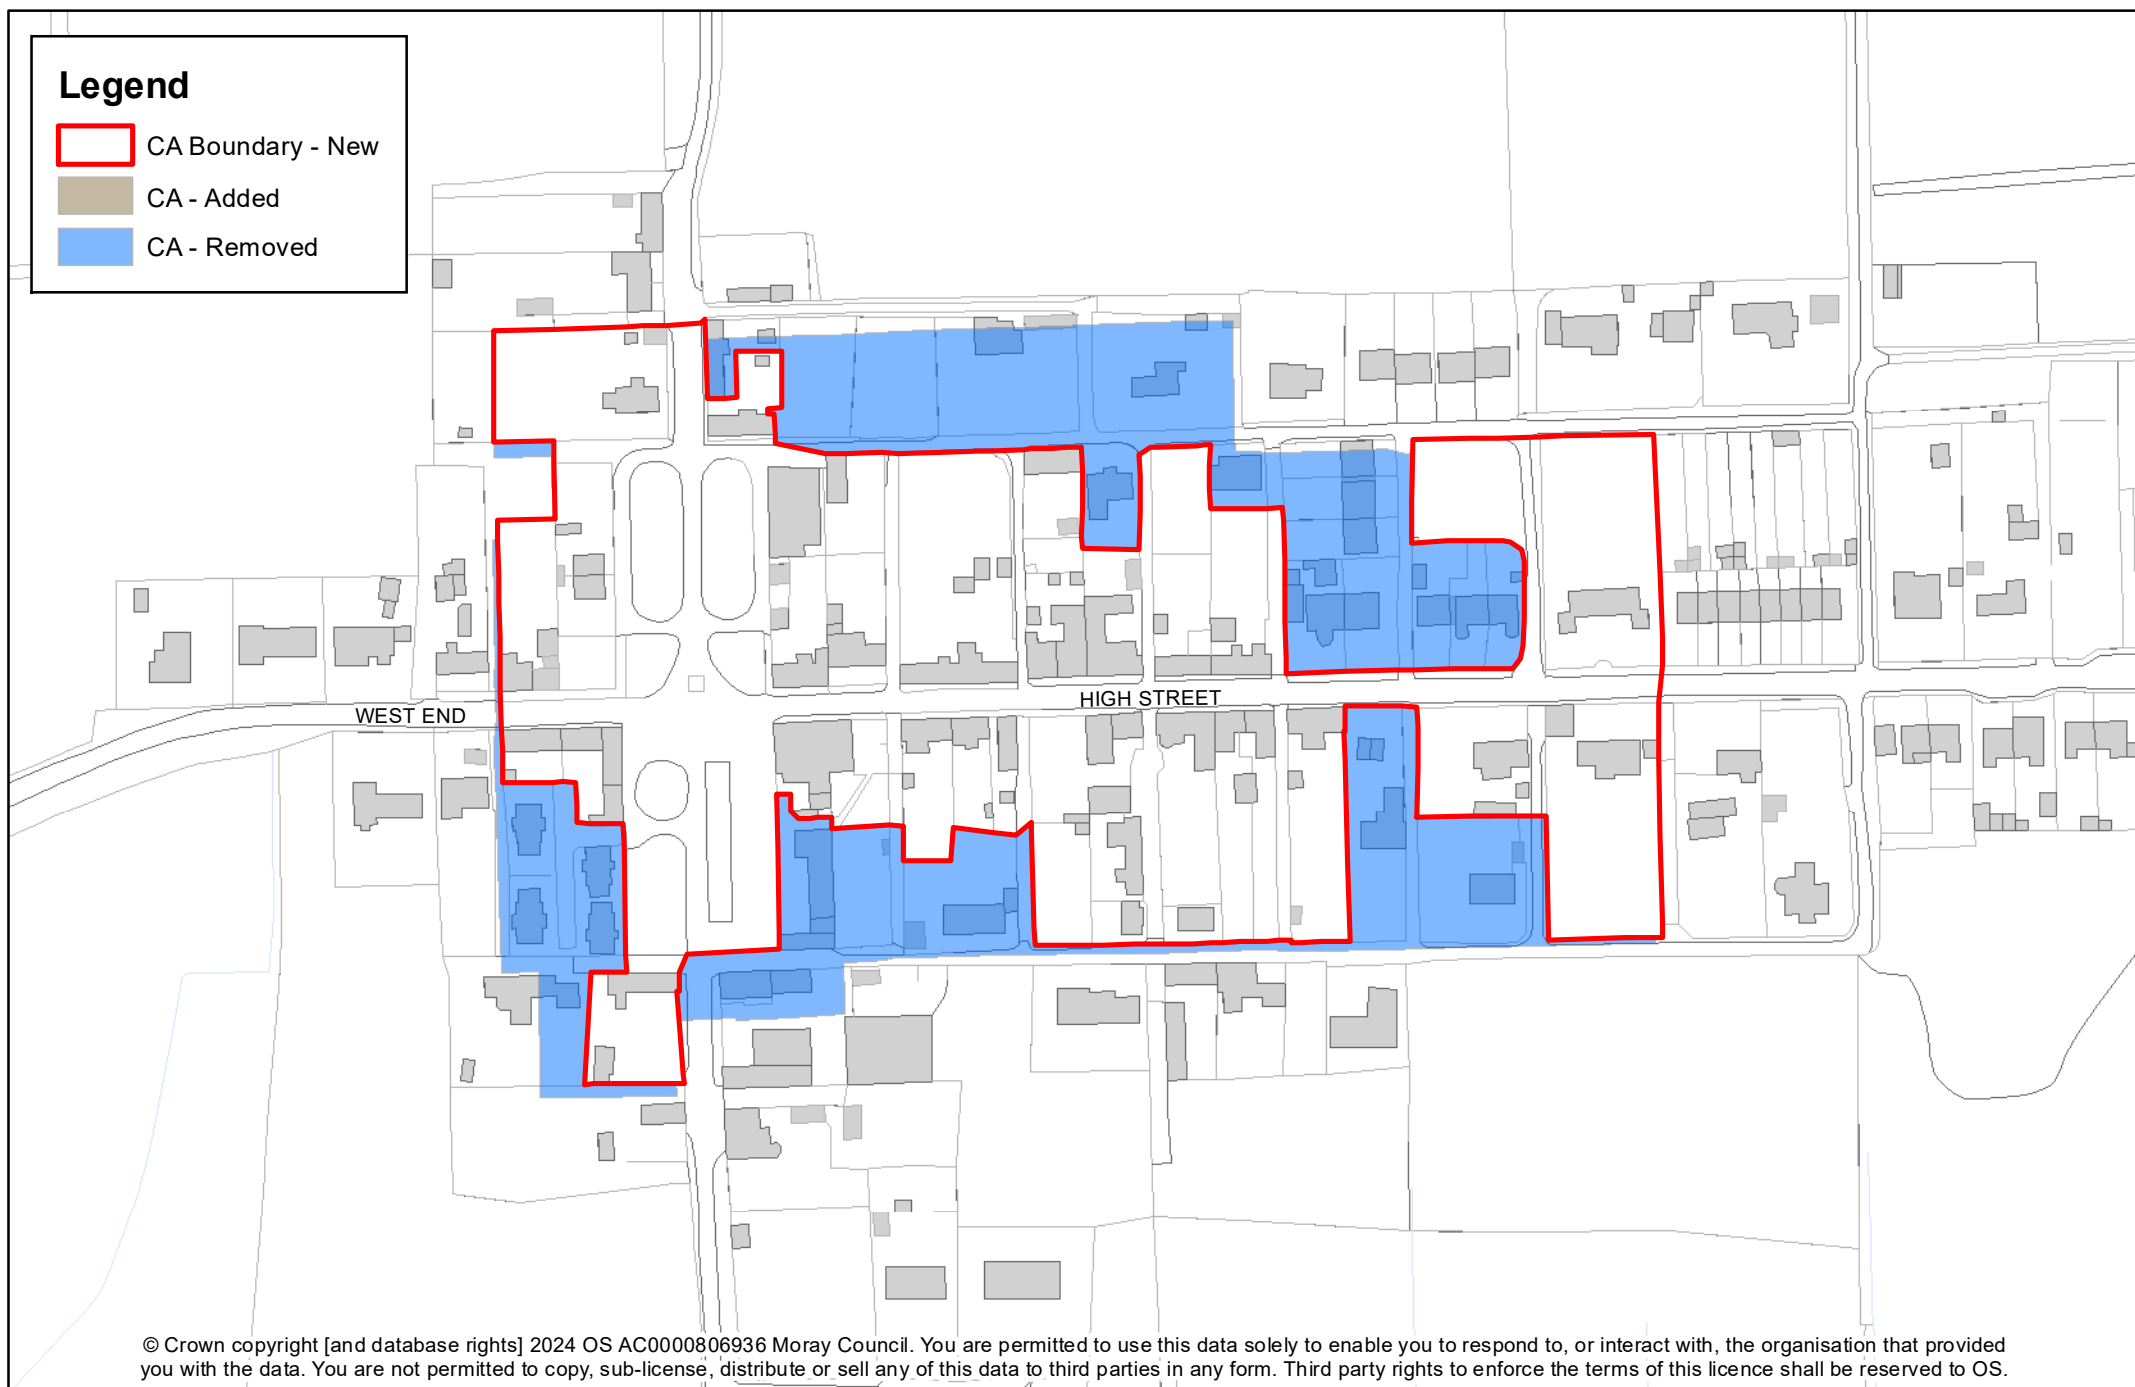 Legend
CA Boundary - New
CA - Added
CA - Removed
HIGH STREET
WEST END
© Crown copyright [and database rights] 2024 OS AC0000806936 Moray Council. You are permitted to use this data solely to enable you to respond to, or interact with, the organisation that provided
you with the data. You are not permitted to copy, sub-license, distribute or sell any of this data to third parties in any form. Third party rights to enforce the terms of this licence shall be reserved to OS.